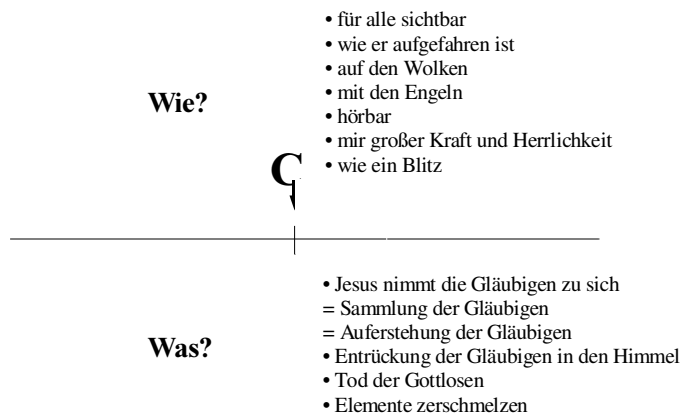 • für alle sichtbar
• wie er aufgefahren ist
• auf den Wolken
Wie?
• mit den Engeln
• hörbar
• mir großer Kraft und Herrlichkeit
C
• wie ein Blitz
• Jesus nimmt die Gläubigen zu sich
= Sammlung der Gläubigen
= Auferstehung der Gläubigen
Was?
• Entrückung der Gläubigen in den Himmel
• Tod der Gottlosen
• Elemente zerschmelzen